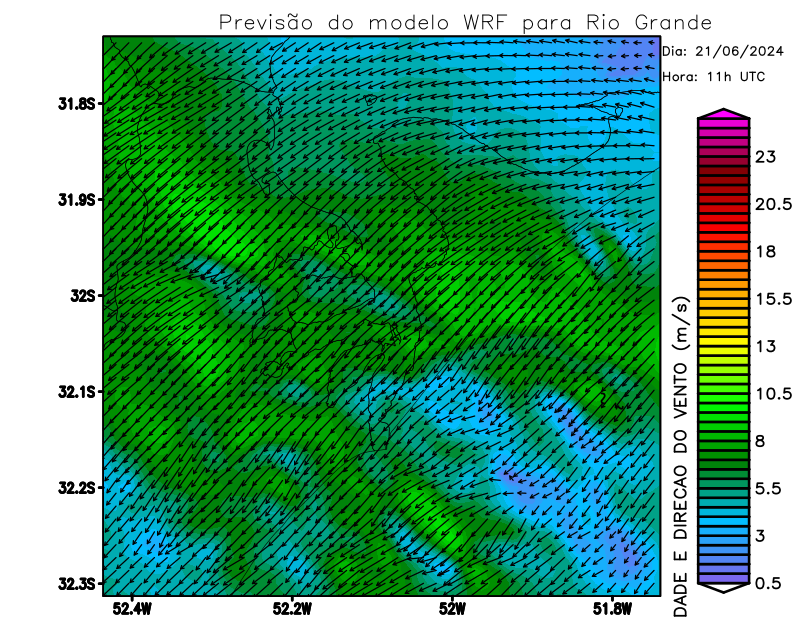 Previsão do modelo WRF para Rio Grande
Dia: 21/06/2024
Hora: 11h UTC
31.8S
31.9S
32S
32.1S
32.2S
32.3S
52.4W
52.2W
52W
51.8W
23
20.5
18
15.5
13
10.5
8
5.5
3
0.5
DADE E DIRECAO DO VENTO (m/s)